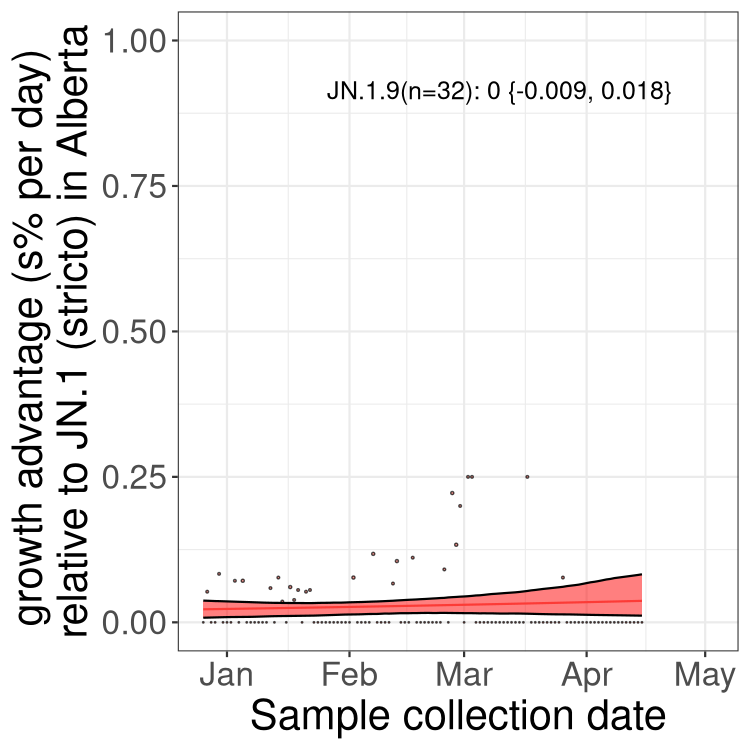 growth advantage (s% per day)
relative to JN.1 (stricto) in Alberta
1.00
0.75
0.50
0.25
0.00
JN.1.9(n=32): 0 {-0.009, 0.018}
Jan Feb Mar Apr May
Sample collection date